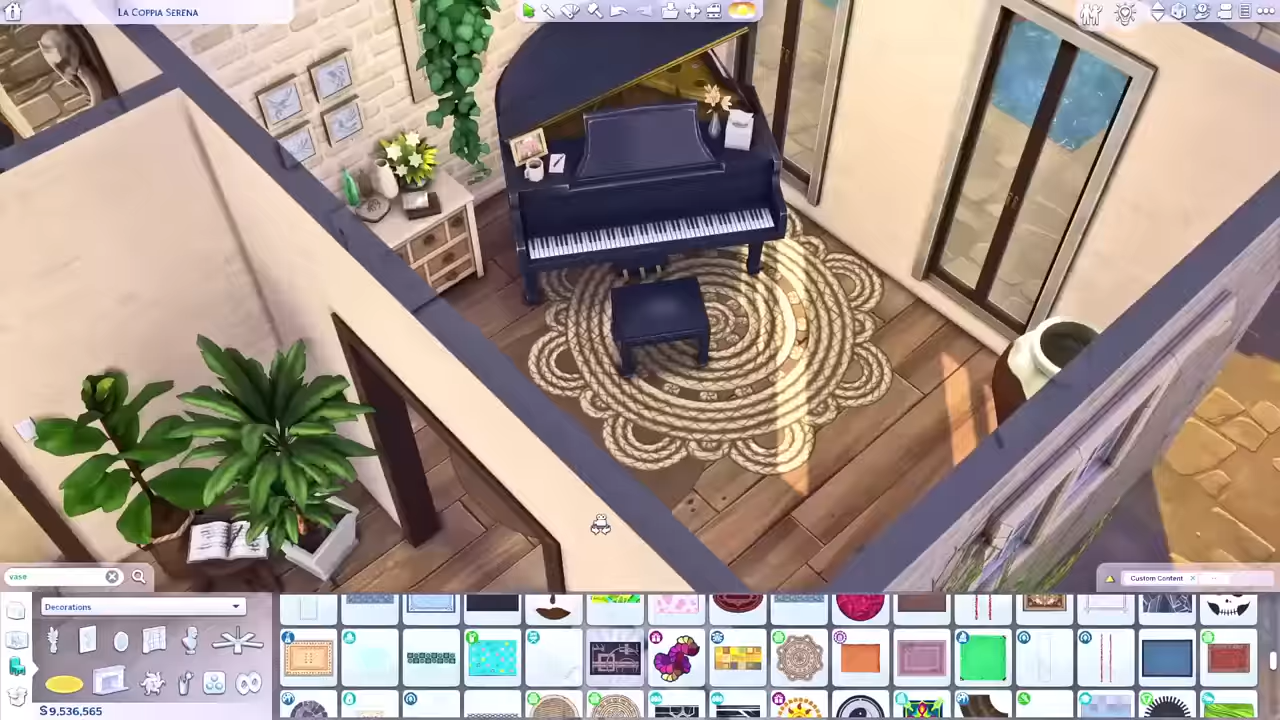 LA COPPIA SERENA
vase
Custom Content
Decorations
§9,536,565